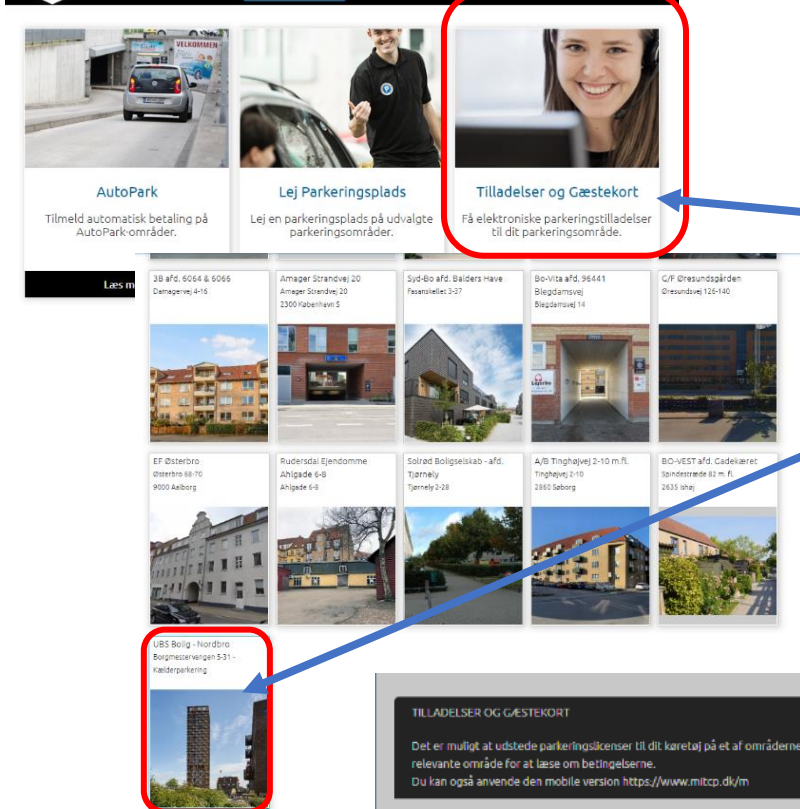 VELKOMMEN
AutoPark
Tilmeld automatisk betaling på
AutoPark-områder.
Læs m
Lej Parkeringsplads
Lej en parkeringsplads på udvalgte
parkeringsområder.
Tilladelser og Gæstekort
Få elektroniske parkeringstilladelser
til dit parkeringsområde.
3B afd. 6064 & 6066
Damagervej 4-16
Amager Strandvej 20
Amager Strandvej 20
2300 København S
Syd-Bo afd. Balders Have
Fasanskellet 3-37
Bo-Vita afd. 96441
Blegdamsvej
Blegdamsvej 14
G/F Øresundsgården
Øresundsvej 126-140
EF Østerbro
Østerbro 68-70
9000 Aalborg
Rudersdal Ejendomme
Ahlgade 6-8
Ahlgade 6-8
Solrød Boligselskab - afd.
Tjørnely
Tjørnely 2-28
A/B Tinghøjvej 2-10 m.fl.
Tinghøjvej 2-10
2860 Søborg
BO-VEST afd. Gadekæret
Spindestræde 82 m. fl.
2635 Ishøj
UBS Bolig - Nordbro
Borgmestervangen 5-31 -
Kælderparkering
TILLADELSER OG GÆSTEKORT
Det er muligt at udstede parkeringslicenser til dit køretøj på et af områderne
relevante område for at læse om betingelserne.
Du kan også anvende den mobile version https://www.mitcp.dk/m